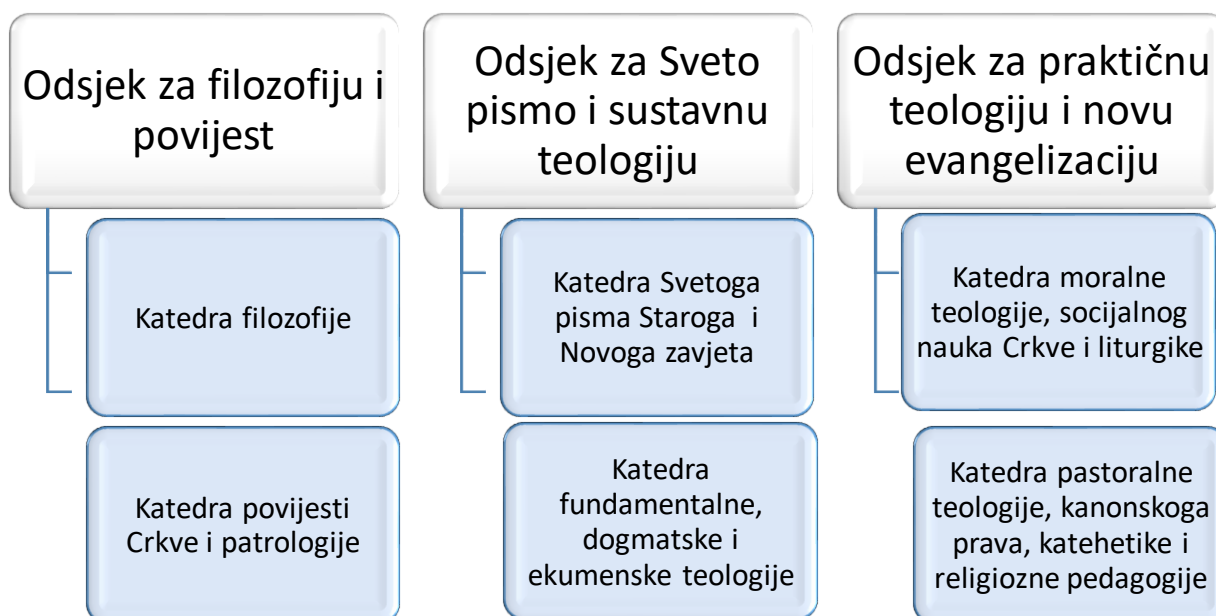 Odsjek za filozofiju i
povijest
Katedra filozofije
Katedra povijesti
Crkve i patrologije
Odsjek za Sveto
pismo i sustavnu
teologiju
Katedra Svetoga
pisma Staroga i
Novoga zavjeta
Katedra
fundamentalne,
dogmatske i
ekumenske teologije
Odsjek za praktičnu
teologiju i novu
evangelizaciju
Katedra moralne
teologije, socijalnog
nauka Crkve i liturgike
Katedra pastoralne
teologije, kanonskoga
prava, katehetike i
religiozne pedagogije